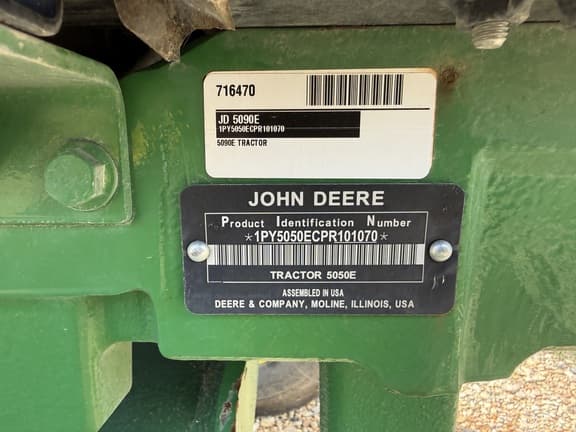 716470
JD 5090E
1PY5050ECPR101070
5090E TRACTOR
JOHN DEERE
Product Identification Number
*1PY5050ECPR101070*
TRACTOR 5050E
ASSEMBLED IN USA
DEERE & COMPANY, MOLINE, ILLINOIS, USA